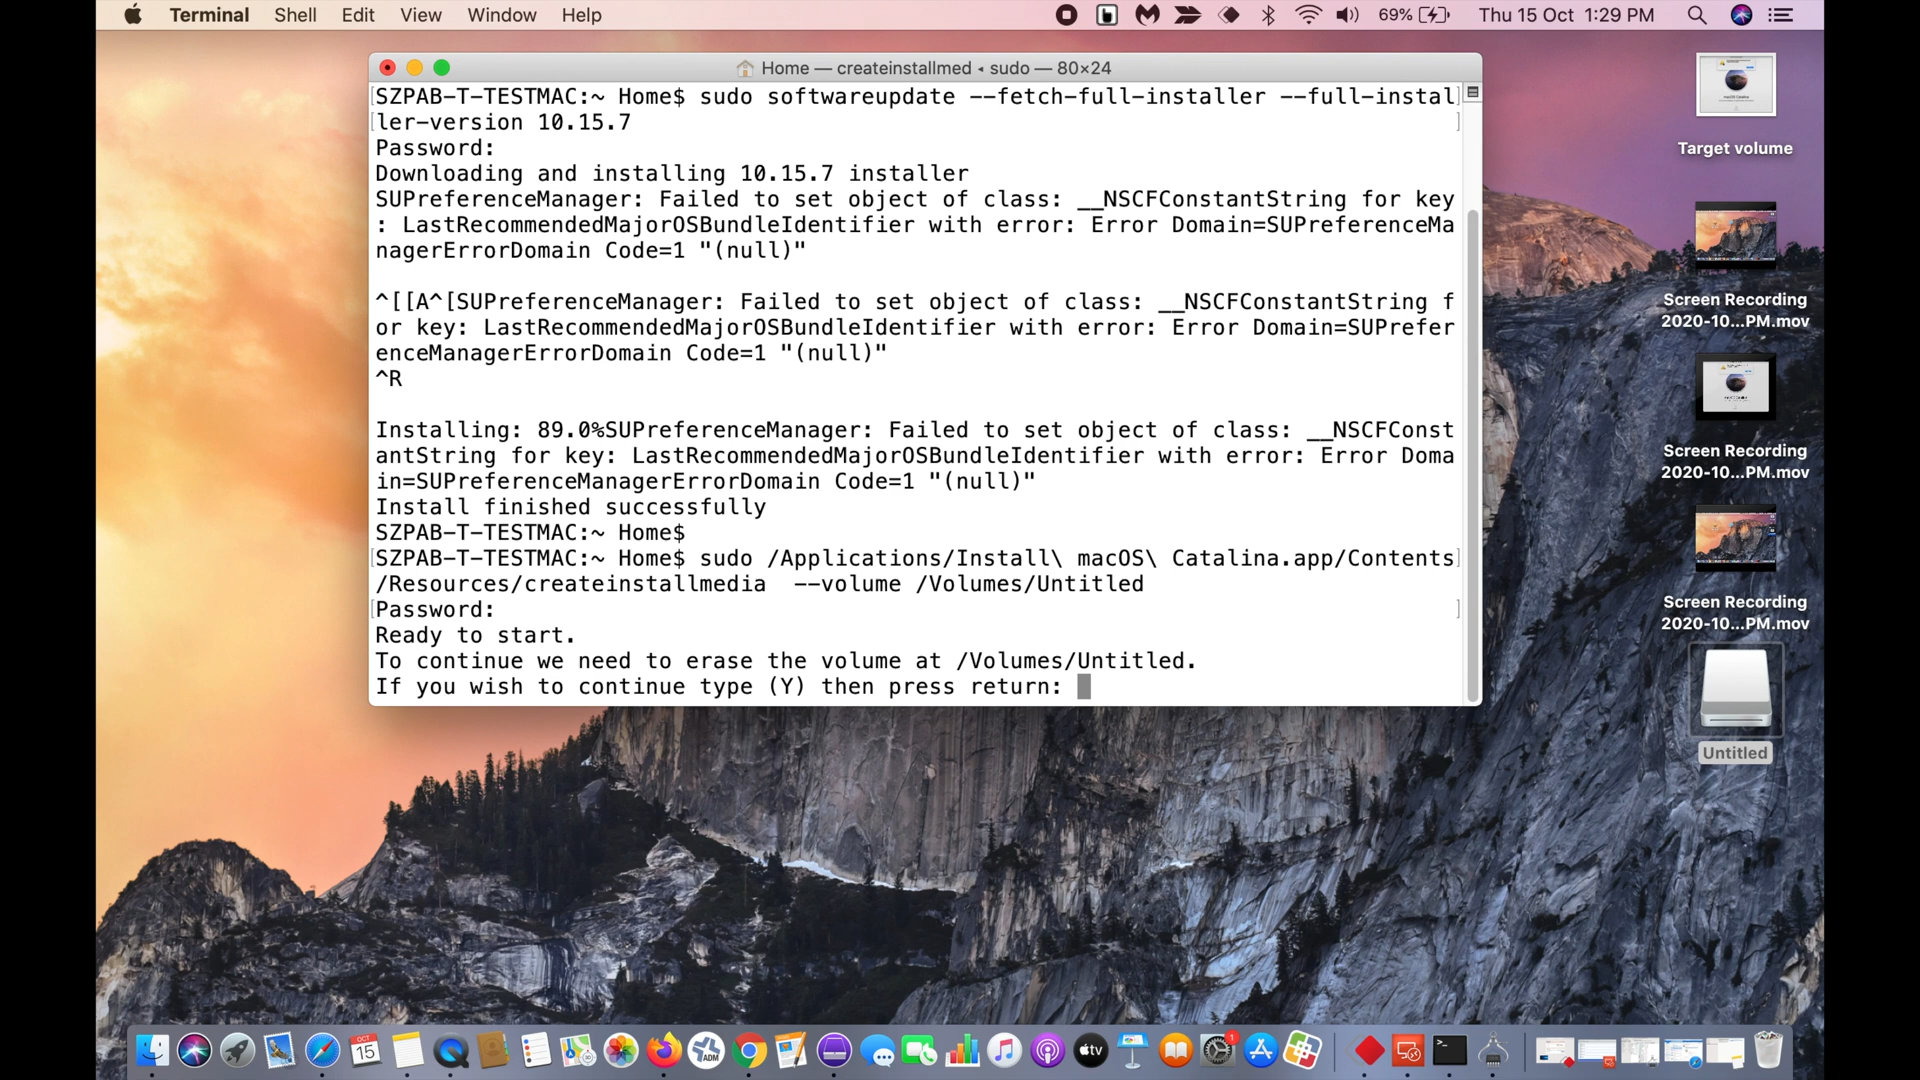 Terminal Shell Edit View Window Help 69% Thu 15 Oct 1:29 PM
Home — createinstallmed ◂ sudo — 80×24
SZPAB-T-TESTMAC:~ Home$ sudo softwareupdate --fetch-full-installer --full-instal
ler-version 10.15.7
Password:
Downloading and installing 10.15.7 installer
SUPreferenceManager: Failed to set object of class: __NSCFConstantString for key
: LastRecommendedMajorOSBundleIdentifier with error: Error Domain=SUPreferenceMa
nagerErrorDomain Code=1 "(null)"
^[[A^[SUPreferenceManager: Failed to set object of class: __NSCFConstantString f
or key: LastRecommendedMajorOSBundleIdentifier with error: Error Domain=SUPrefer
enceManagerErrorDomain Code=1 "(null)"
^R
Installing: 89.0%SUPreferenceManager: Failed to set object of class: __NSCFConst
antString for key: LastRecommendedMajorOSBundleIdentifier with error: Error Doma
in=SUPreferenceManagerErrorDomain Code=1 "(null)"
Install finished successfully
SZPAB-T-TESTMAC:~ Home$
SZPAB-T-TESTMAC:~ Home$ sudo /Applications/Install\ macOS\ Catalina.app/Contents
/Resources/createinstallmedia  --volume /Volumes/Untitled
Password:
Ready to start.
To continue we need to erase the volume at /Volumes/Untitled.
If you wish to continue type (Y) then press return:
Target volume
Screen Recording
2020-10...PM.mov
Screen Recording
2020-10...PM.mov
Screen Recording
2020-10...PM.mov
Untitled
OCT
15
ADM
tv
1